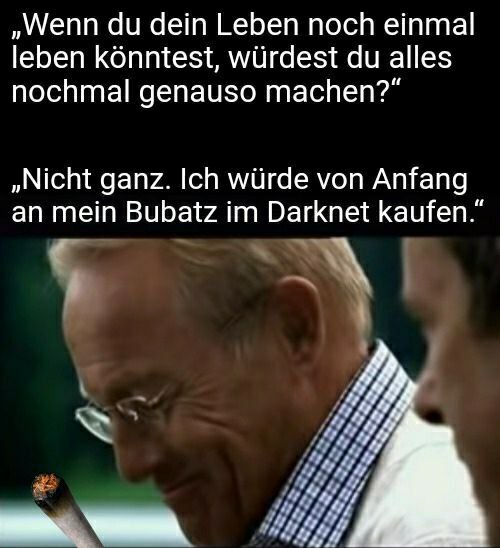 „Wenn du dein Leben noch einmal
leben könntest, würdest du alles
nochmal genauso machen?“
„Nicht ganz. Ich würde von Anfang
an mein Bubatz im Darknet kaufen.“